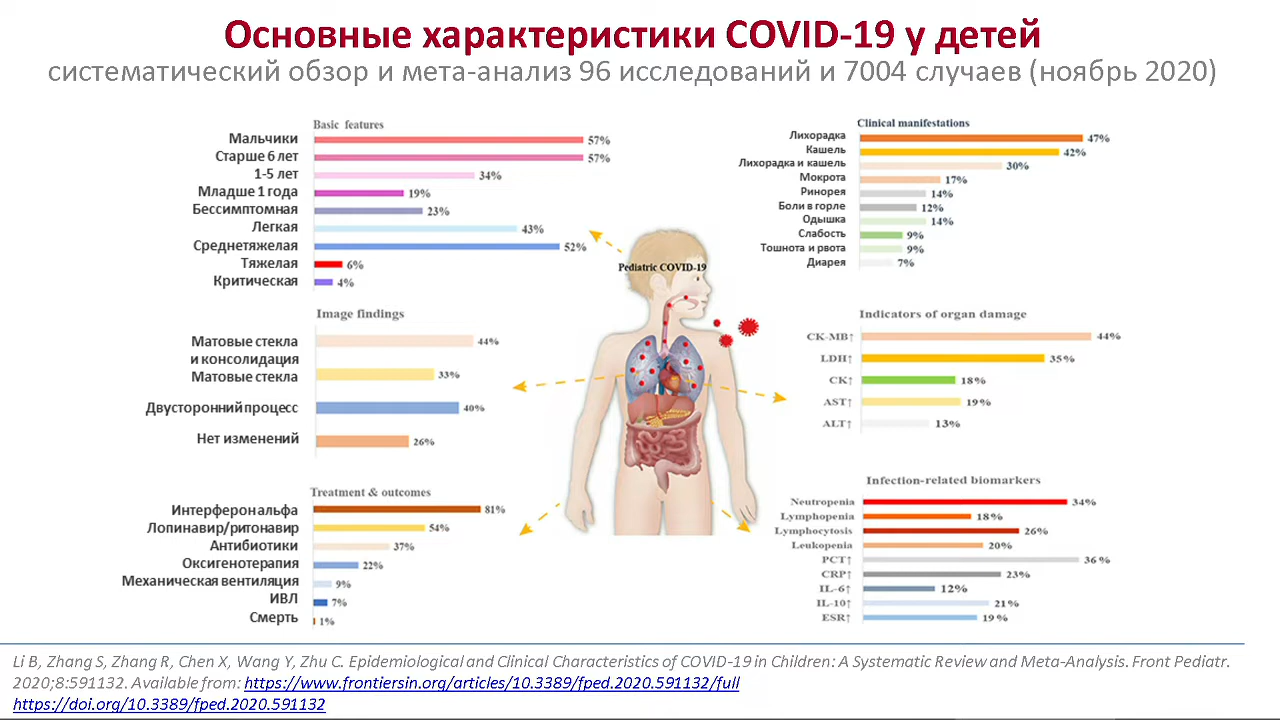 Основные характеристики COVID-19 у детей
систематический обзор и мета-анализ 96 исследований и 7004 случаев (ноябрь 2020)
Basic features
Мальчики 57%
Старше 6 лет 57%
1-5 лет 34%
Младше 1 года 19%
Бессимптомная 23%
Легкая 43%
Среднетяжелая 52%
Тяжелая 6%
Критическая 4%
Clinical manifestations
Лихорадка 47%
Кашель 42%
Лихорадка и кашель 30%
Мокрота 17%
Ринорея 14%
Боли в горле 12%
Одышка 14%
Слабость 9%
Тошнота и рвота 9%
Диарея 7%
Pediatric COVID-19
Image findings
Матовые стекла 44%
и консолидация
Матовые стекла 33%
Двусторонний процесс 40%
Нет изменений 26%
Indicators of organ damage
CK-MB↑ 44%
LDH↑ 35%
CK↑ 18%
AST↑ 19%
ALT↑ 13%
Treatment & outcomes
Интерферон альфа 81%
Лопинавир/ритонавир 54%
Антибиотики 37%
Оксигенотерапия 22%
Механическая вентиляция 9%
ИВЛ 7%
Смерть 1%
Infection-related biomarkers
Neutropenia 34%
Lymphopenia 18%
Lymphocytosis 26%
Leukopenia 20%
PCT↑ 36%
CRP↑ 23%
IL-6↑ 12%
IL-10↑ 21%
ESR↑ 19%
Li B, Zhang S, Zhang R, Chen X, Wang Y, Zhu C. Epidemiological and Clinical Characteristics of COVID-19 in Children: A Systematic Review and Meta-Analysis. Front Pediatr.
2020;8:591132. Available from: https://www.frontiersin.org/articles/10.3389/fped.2020.591132/full
https://doi.org/10.3389/fped.2020.591132